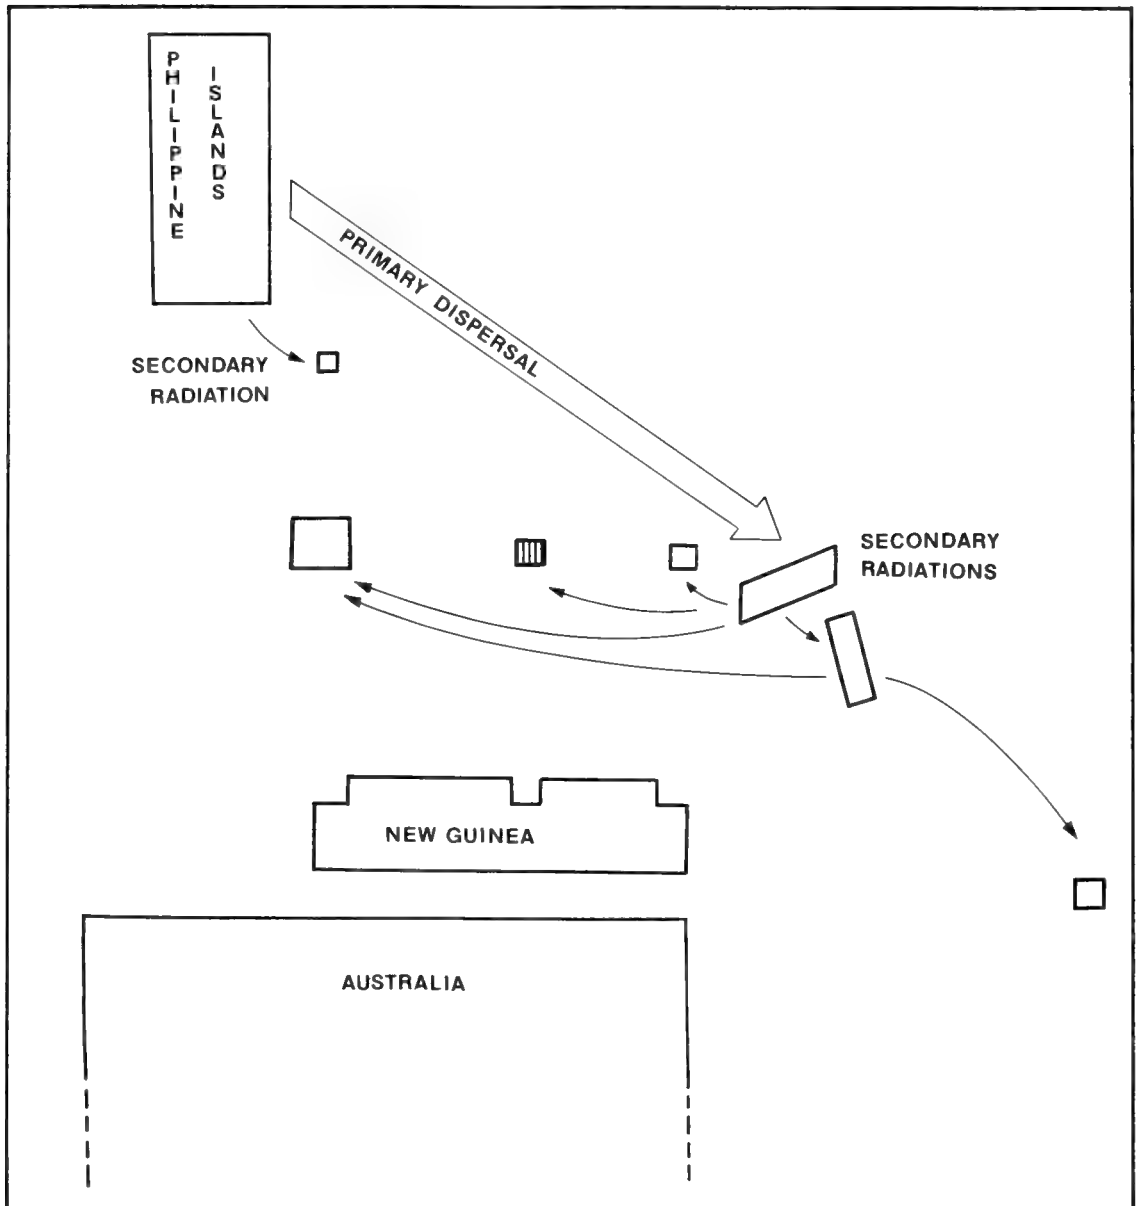 PHILIPPINE
ISLANDS
PRIMARY DISPERSAL
SECONDARY
RADIATION
SECONDARY
RADIATIONS
NEW GUINEA
AUSTRALIA